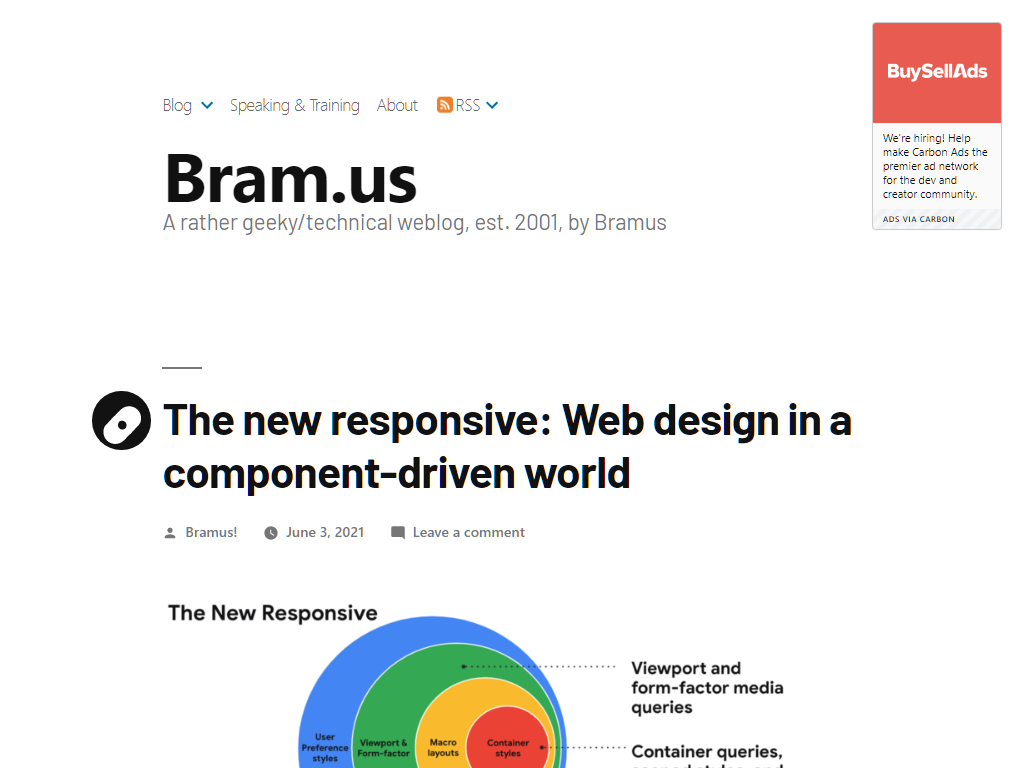 Blog Speaking & Training About RSS
Bram.us
A rather geeky/technical weblog, est. 2001, by Bramus
BuySellAds
We're hiring! Help
make Carbon Ads the
premier ad network
for the dev and
creator community.
ADS VIA CARBON
The new responsive: Web design in a
component-driven world
Bramus! June 3, 2021 Leave a comment
The New Responsive
Viewport and
form-factor media
queries
User
Preference
styles
Viewport &
Form-factor
Macro
layouts
Container
styles
Container queries,